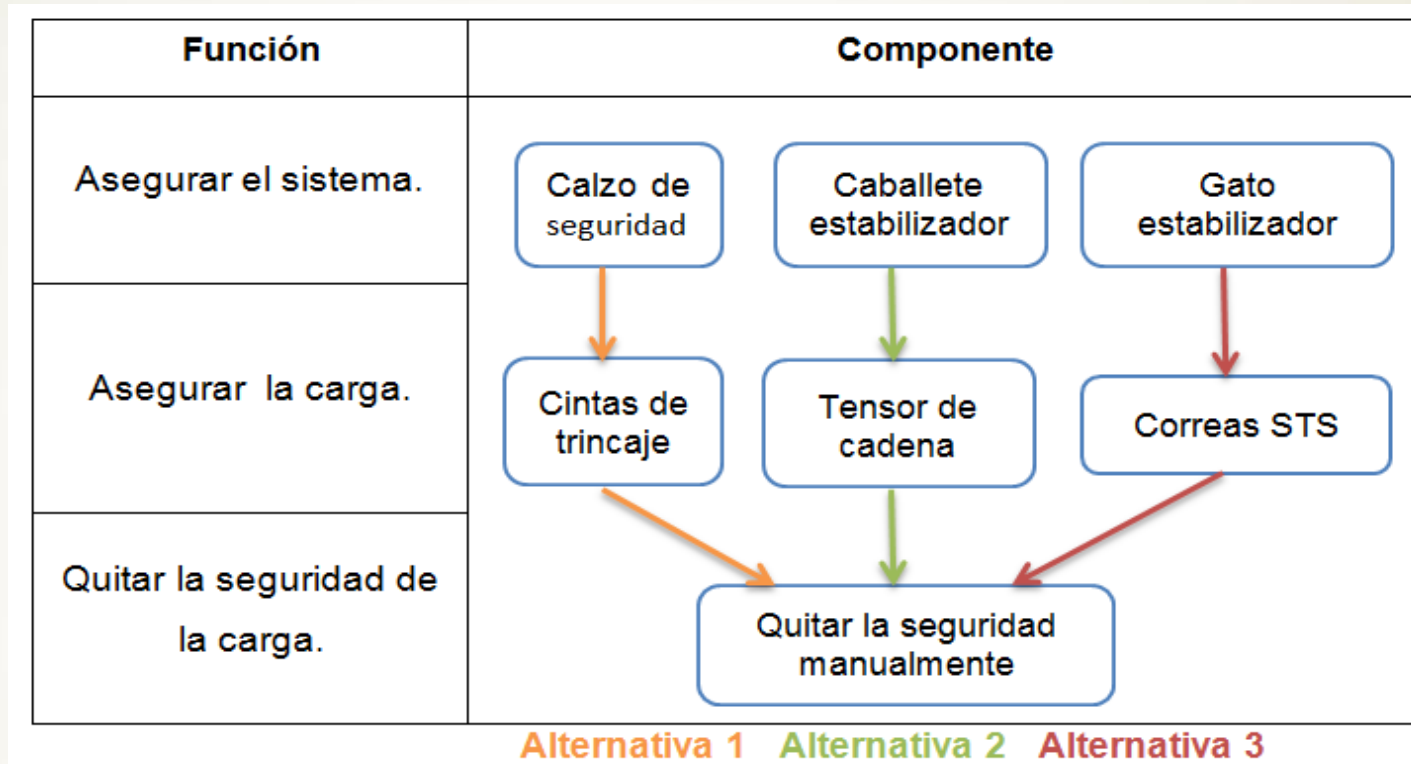 Función
Componente
Asegurar el sistema.
Calzo de
seguridad
Caballete
estabilizador
Gato
estabilizador
Asegurar la carga.
Cintas de
trincaje
Tensor de
cadena
Correas STS
Quitar la seguridad de
la carga.
Quitar la seguridad
manualmente
Alternativa 1
Alternativa 2
Alternativa 3